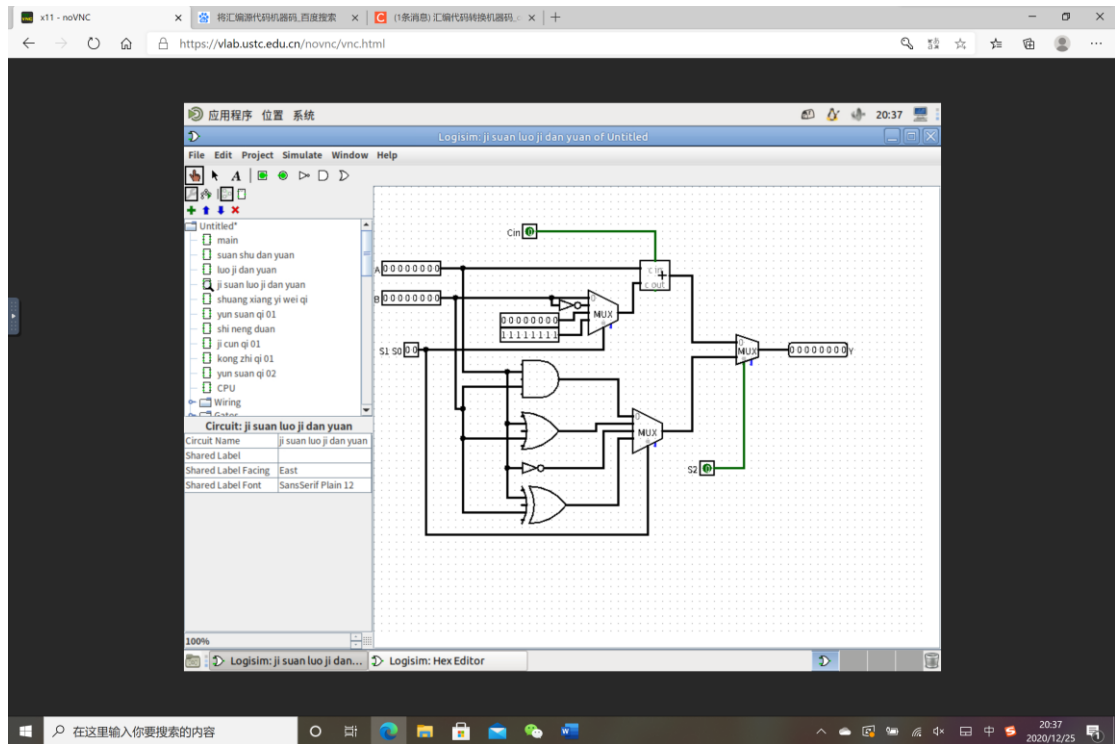 x11 - noVNC
将汇编源代码机器码_百度搜索
(1条消息) 汇编代码转换机器码_
https://vlab.ustc.edu.cn/novnc/vnc.html
应用程序 位置 系统
20:37
Logisim: ji suan luo ji dan yuan of Untitled
File Edit Project Simulate Window Help
Untitled*
main
suan shu dan yuan
luo ji dan yuan
ji suan luo ji dan yuan
shuang xiang yi wei qi
yun suan qi 01
shi neng duan
ji cun qi 01
kong zhi qi 01
yun suan qi 02
CPU
Wiring
Gates
Circuit: ji suan luo ji dan yuan
Circuit Name ji suan luo ji dan yuan
Shared Label
Shared Label Facing East
Shared Label Font SansSerif Plain 12
100%
Cin 0
c in
+
c out
A 00000000
B 00000000
0
MUX
00000000
11111111
S1 S0 00
0
MUX
00000000 Y
0
MUX
S2 0
Logisim: ji suan luo ji dan...
Logisim: Hex Editor
在这里输入你要搜索的内容
中
20:37
2020/12/25